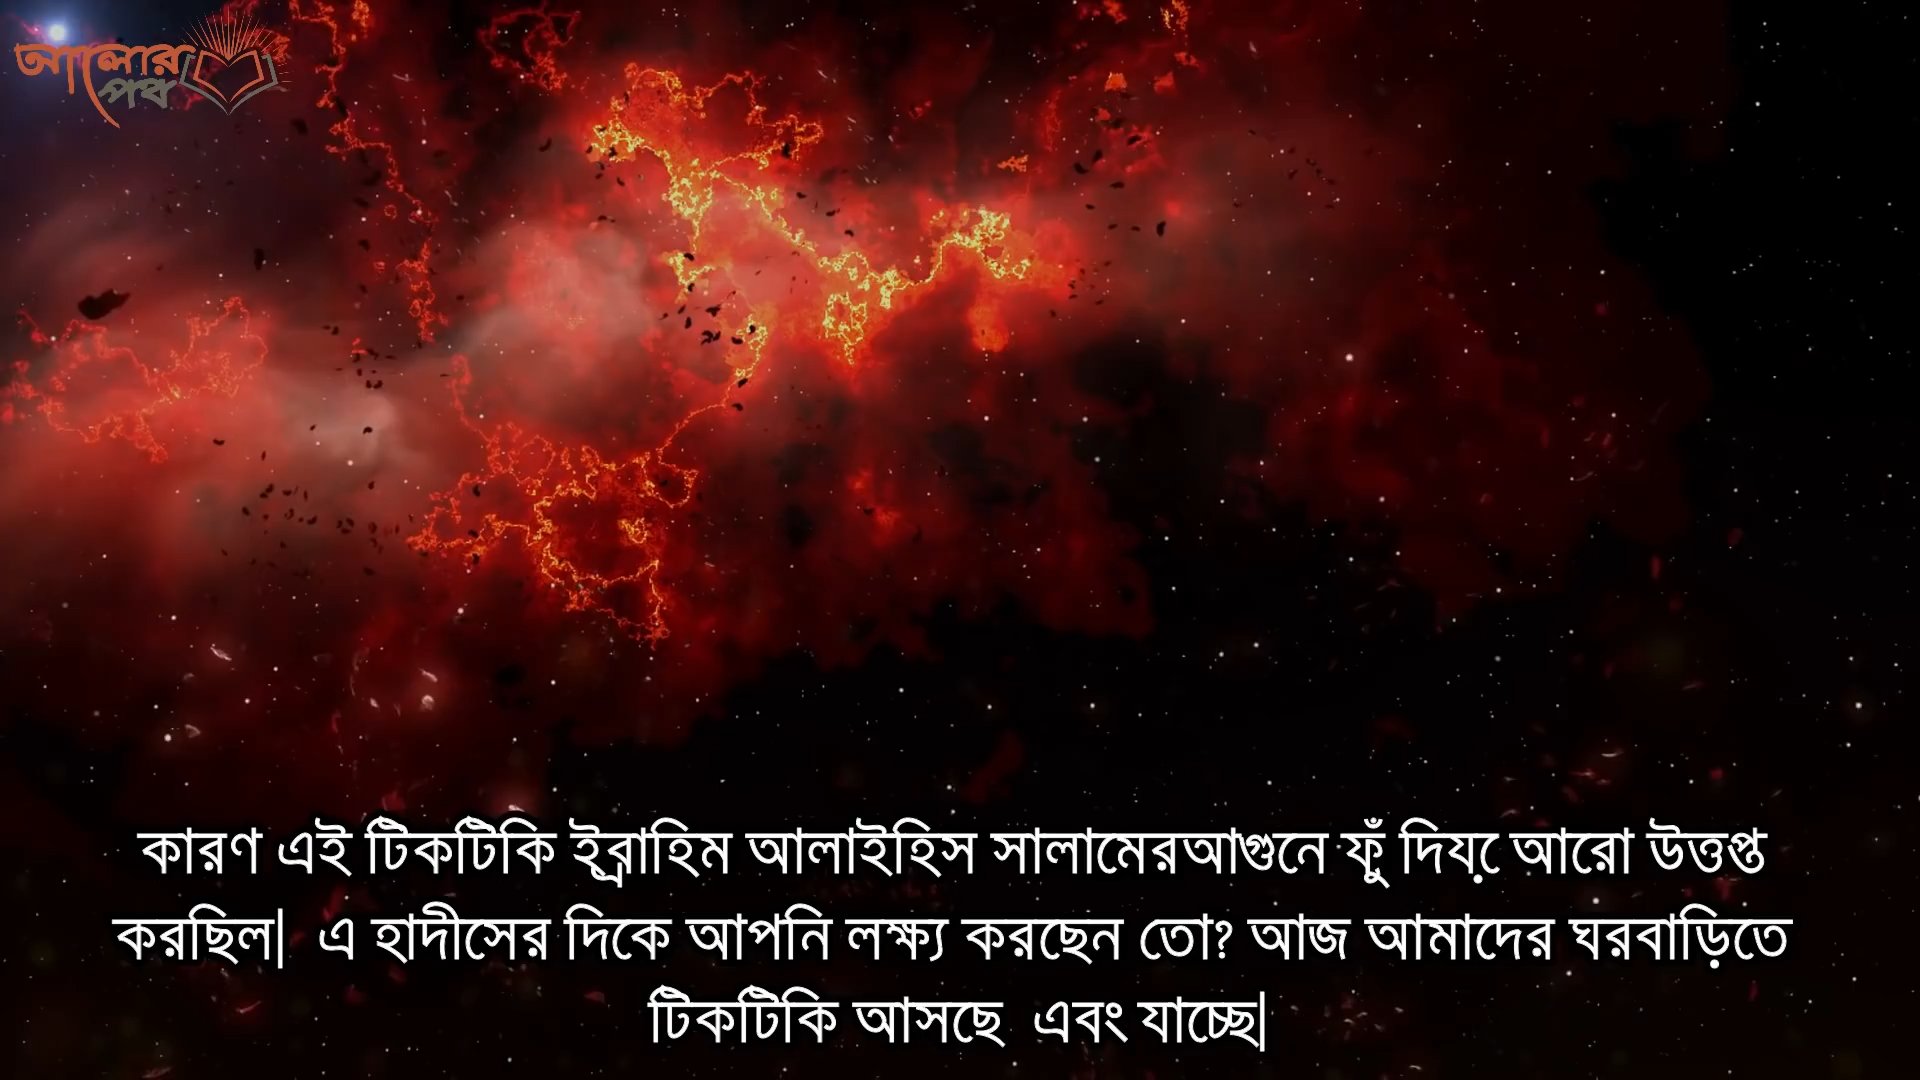 আলোর
পথ
কারণ এই টিকটিকি ইব্রাহিম আলাইহিস সালামেরআগুনে ফুঁ দিয়ে আরো উত্তপ্ত
করছিল| এ হাদীসের দিকে আপনি লক্ষ্য করছেন তো? আজ আমাদের ঘরবাড়িতে
টিকটিকি আসছে এবং যাচ্ছে|